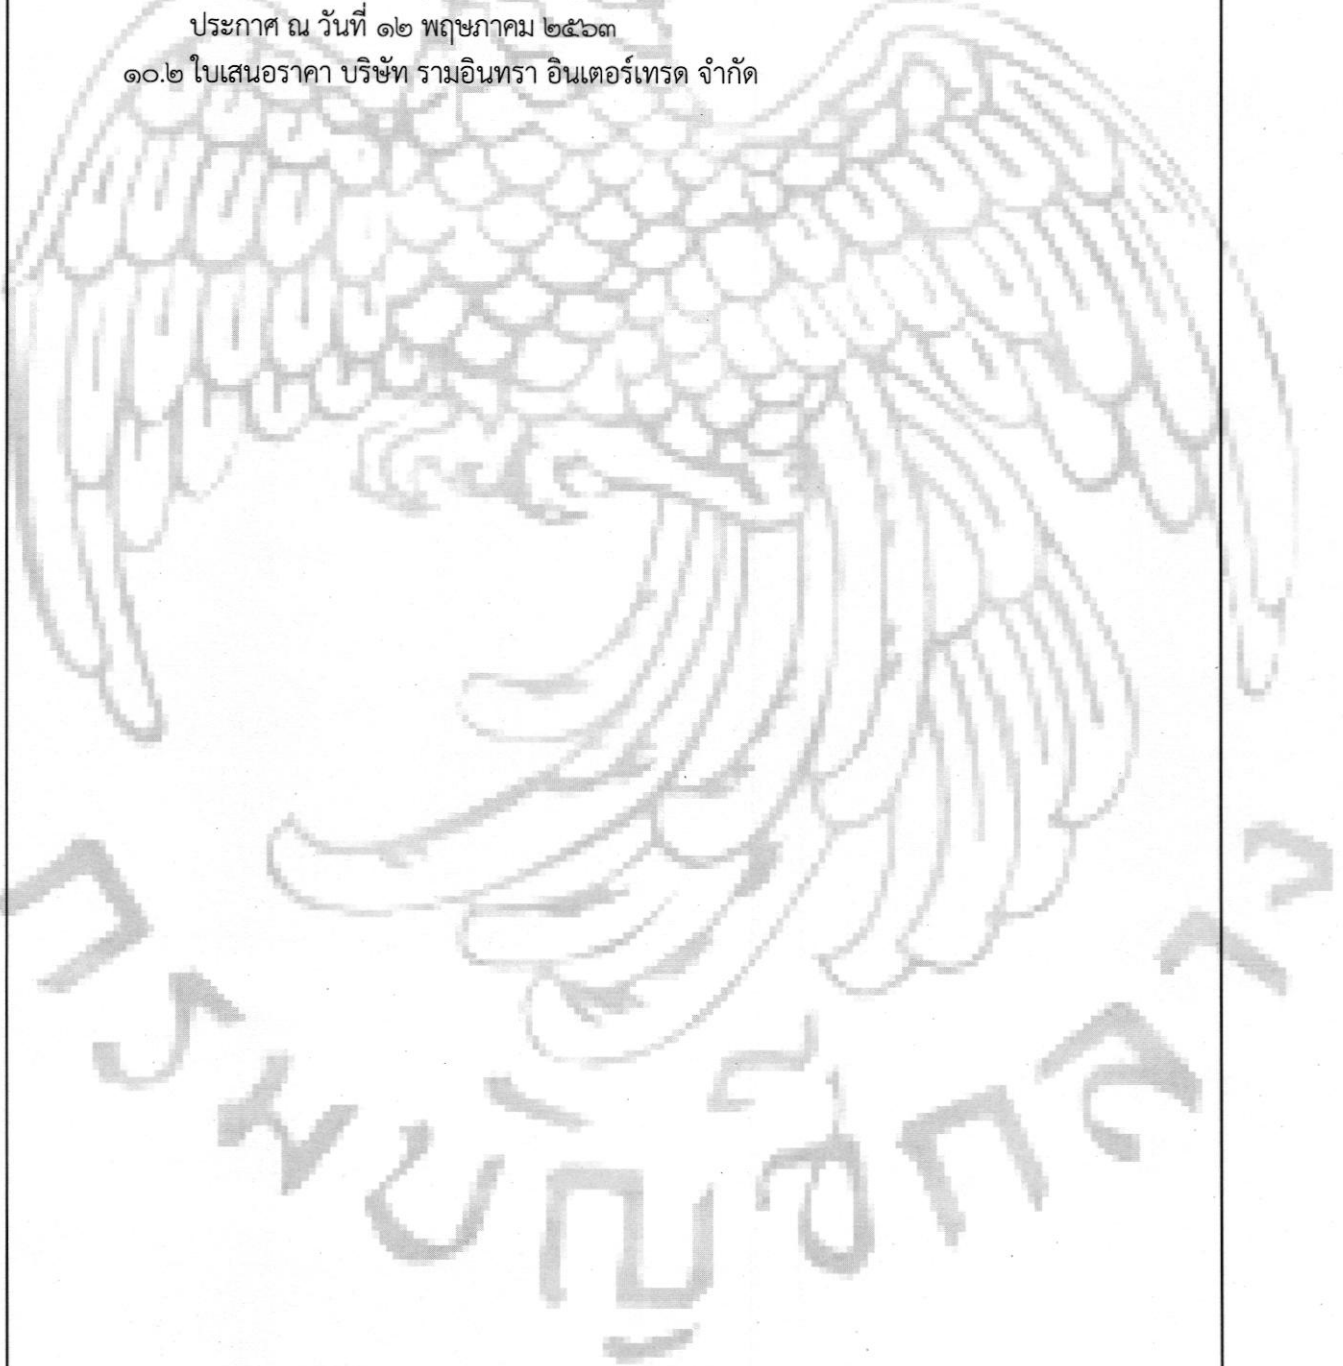 ประกาศ ณ วันที่ ๑๒ พฤษภาคม ๒๕๖๓
๑๐.๒ ใบเสนอราคา บริษัท รามอินทรา อินเตอร์เทรด จำกัด
กรมบัญชีกลาง